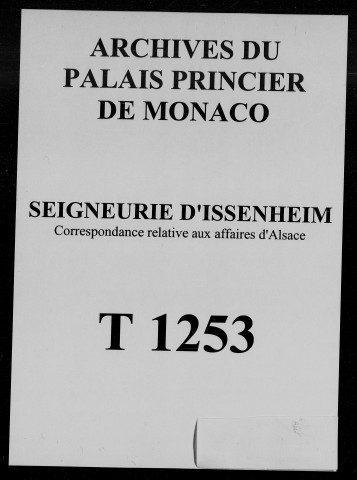 ARCHIVES DU
PALAIS PRINCIER
DE MONACO
SEIGNEURIE D'ISSENHEIM
Correspondance relative aux affaires d'Alsace
T 1253